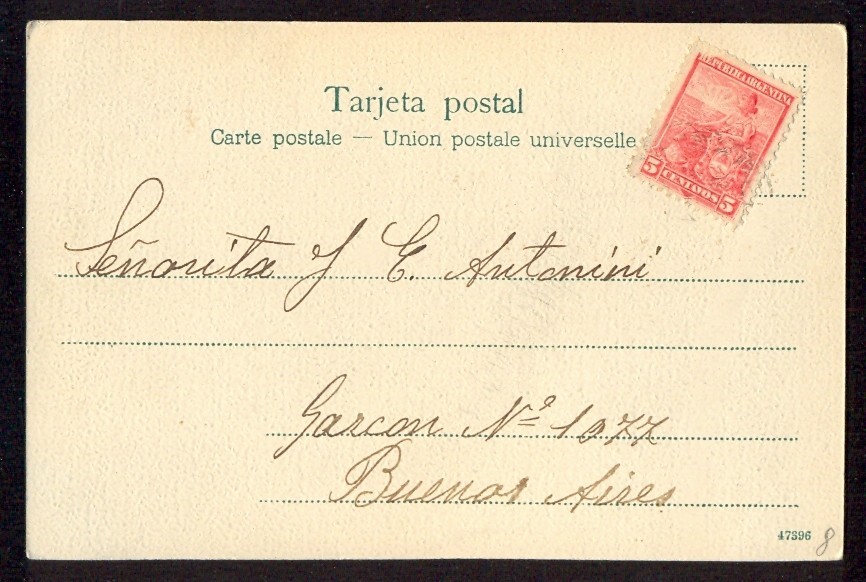 Tarjeta postal
Carte postale — Union postale universelle
REPUBLICA ARGENTINA
5 CENTAVOS 5
Señorita J E. Antonini
Garcon Nº 1077
Buenos Aires
47396
8